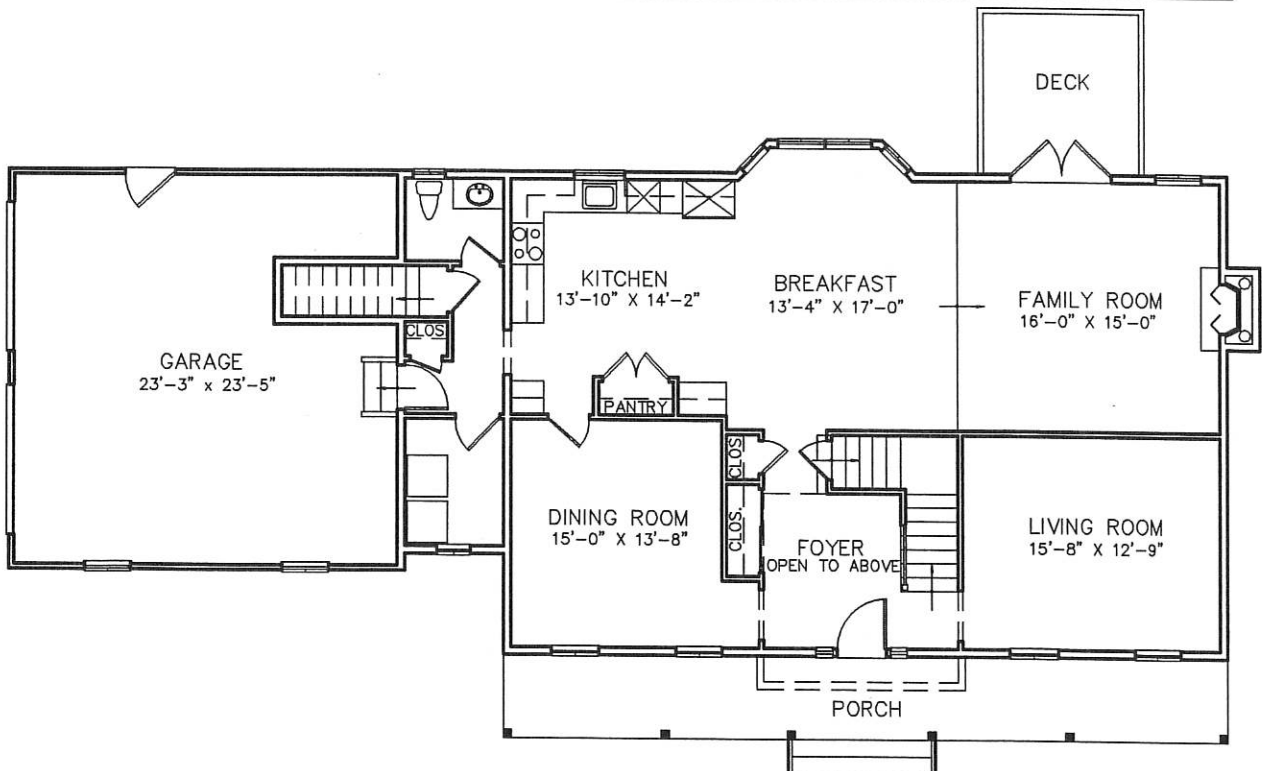 DECK
KITCHEN
13'-10" X 14'-2"
BREAKFAST
13'-4" X 17'-0"
FAMILY ROOM
16'-0" X 15'-0"
CLOS
GARAGE
23'-3" x 23'-5"
PANTRY
CLOS
DINING ROOM
15'-0" X 13'-8"
CLOS.
FOYER
OPEN TO ABOVE
LIVING ROOM
15'-8" X 12'-9"
PORCH